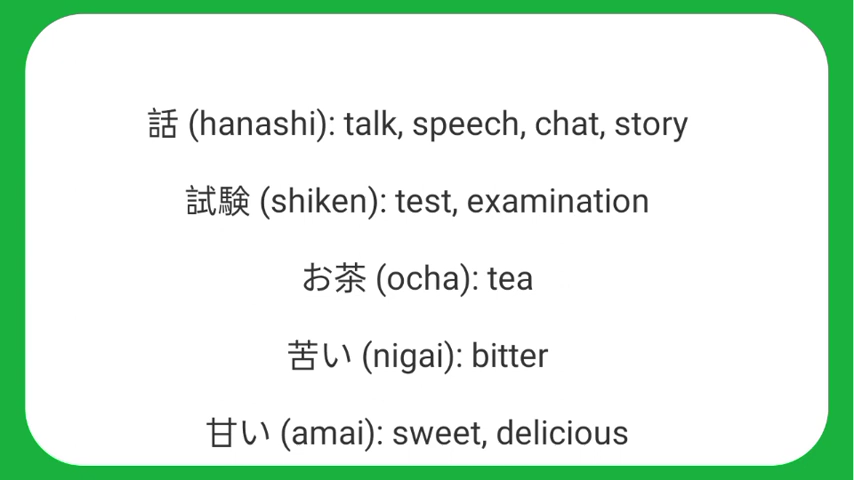 話 (hanashi): talk, speech, chat, story
試験 (shiken): test, examination
お茶 (ocha): tea
苦い (nigai): bitter
甘い (amai): sweet, delicious